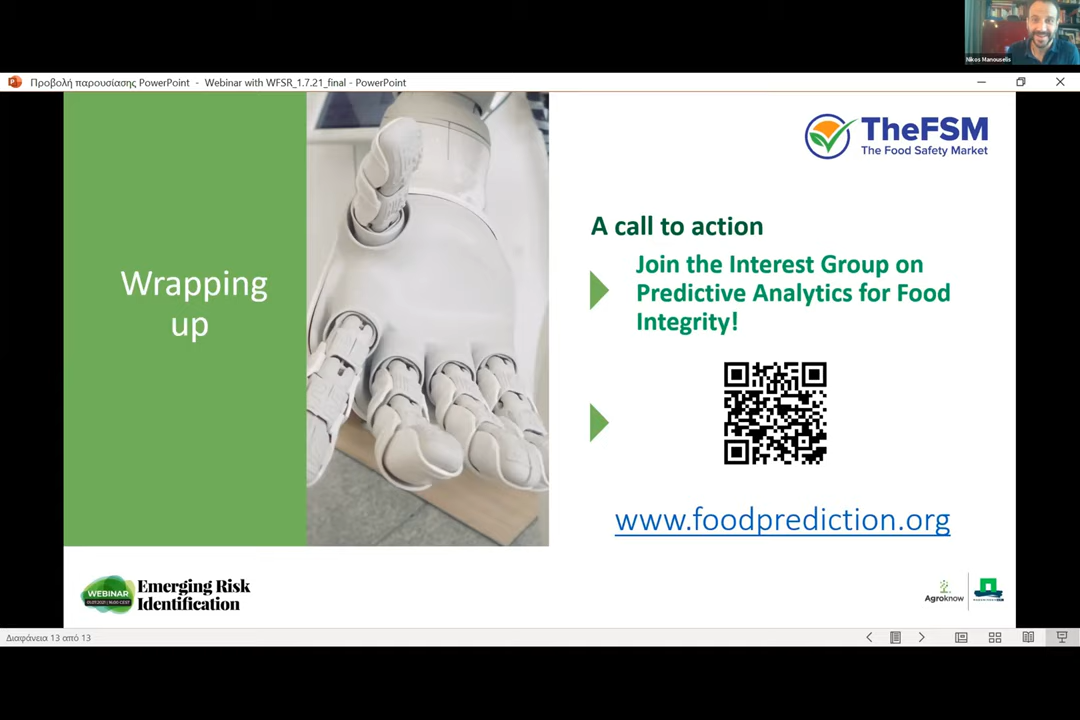 Nikos Manouselis
Προβολή παρουσίασης PowerPoint - Webinar with WFSR_1.7.21_final - PowerPoint
TheFSM
The Food Safety Market
Wrapping
up
A call to action
Join the Interest Group on
Predictive Analytics for Food
Integrity!
www.foodprediction.org
WEBINAR
Emerging Risk
Identification
Agroknow
Διαφάνεια 13 από 13